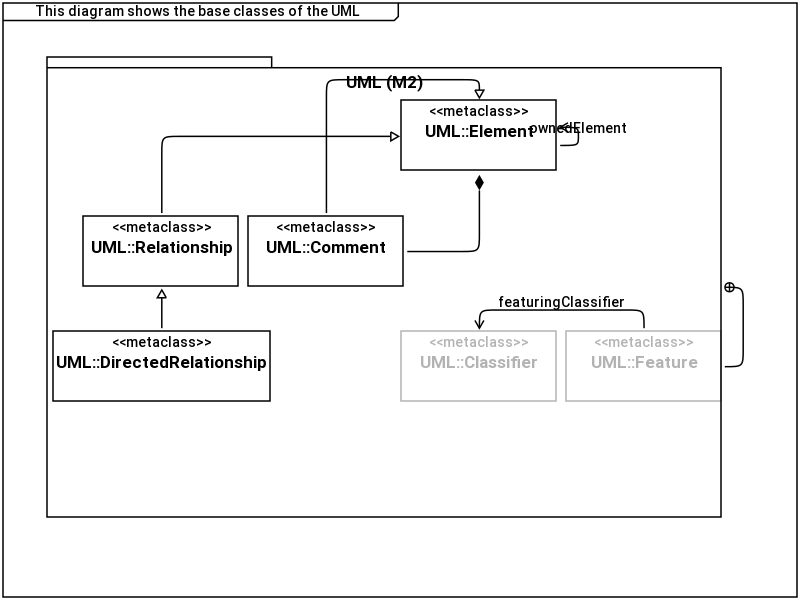 This diagram shows the base classes of the UML
UML (M2)
<<metaclass>>
UML::Element
ownedElement
<<metaclass>>
UML::Relationship
<<metaclass>>
UML::Comment
featuringClassifier
<<metaclass>>
UML::DirectedRelationship
<<metaclass>>
UML::Classifier
<<metaclass>>
UML::Feature